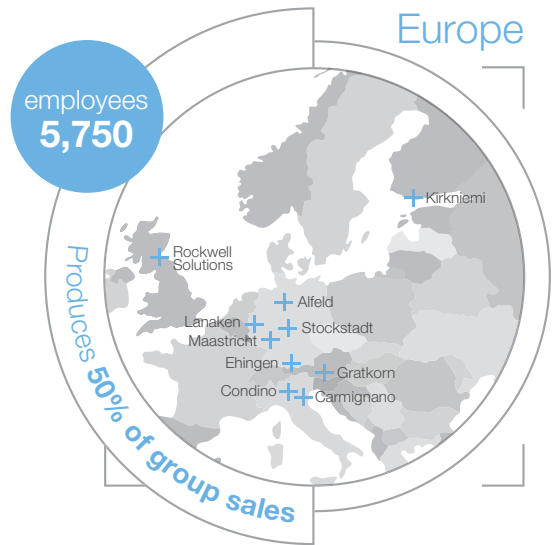 Europe
employees
5,750
Kirkniemi
Rockwell
Solutions
Alfeld
Lanaken
Stockstadt
Maastricht
Ehingen
Gratkorn
Condino
Carmignano
Produces 50% of group sales